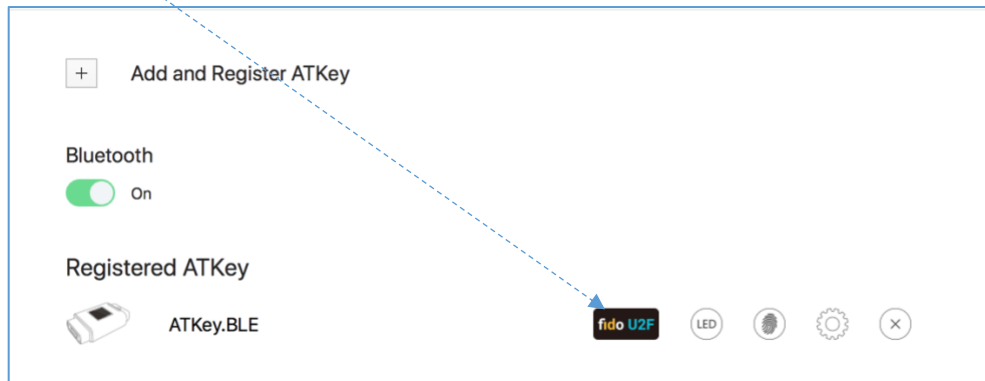 + Add and Register ATKey
Bluetooth
On
Registered ATKey
ATKey.BLE fido U2F LED